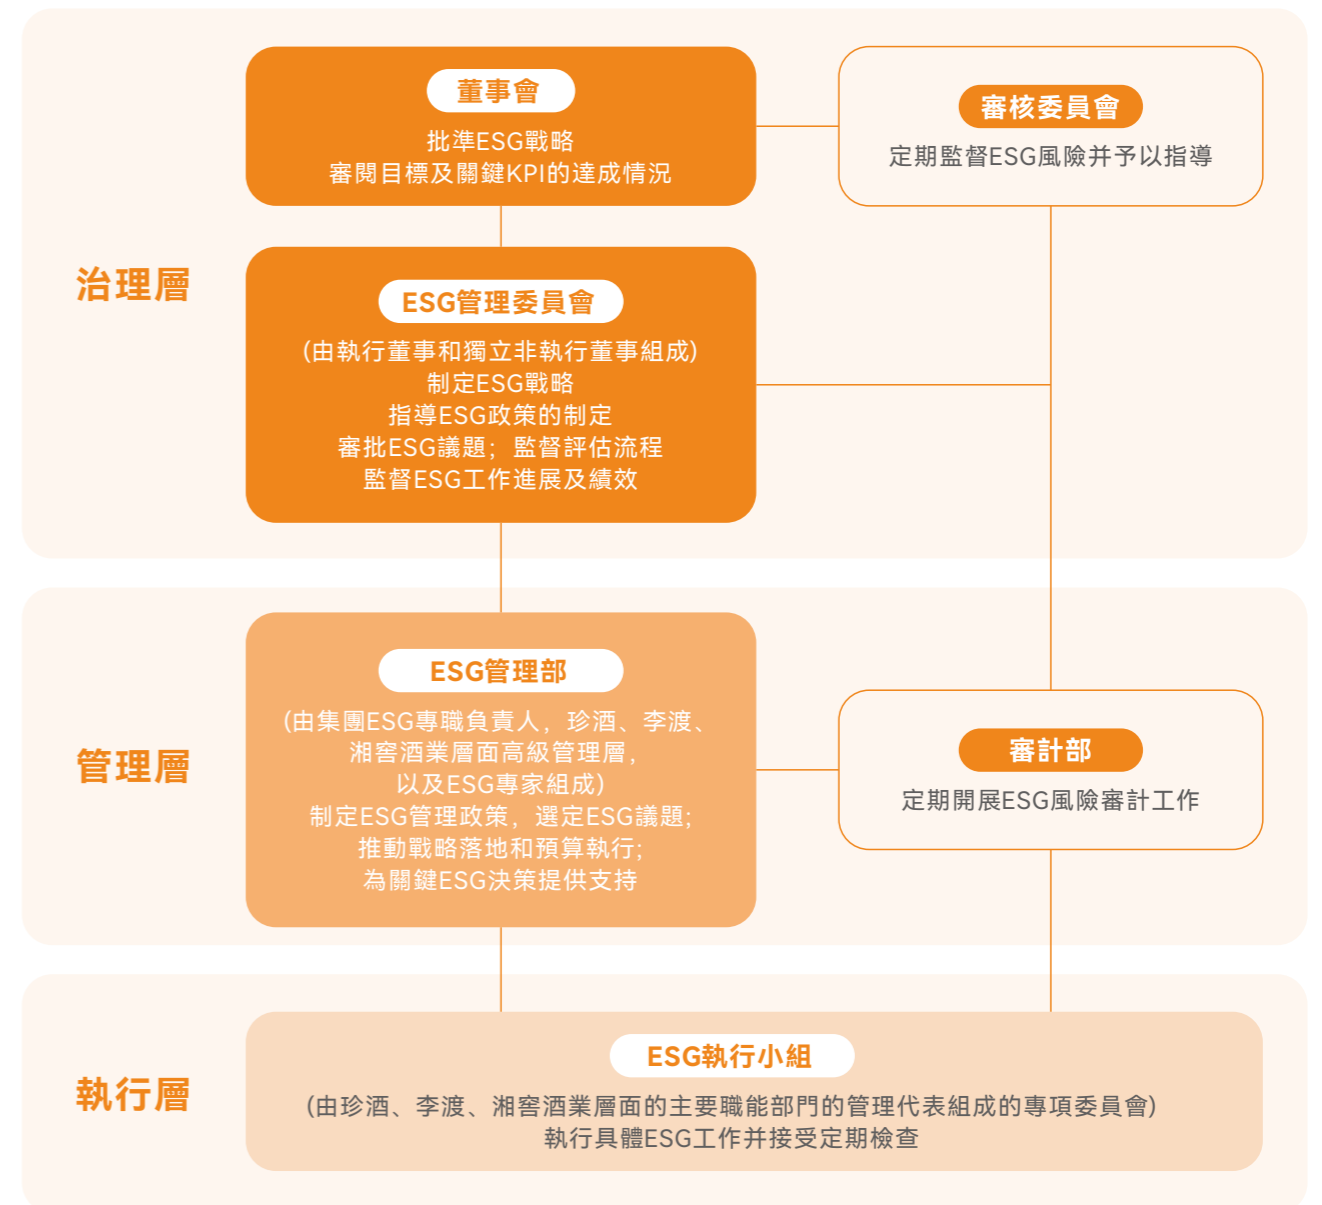 治理層
董事會
批準ESG戰略
審閱目標及關鍵KPI的達成情況
審核委員會
定期監督ESG風險并予以指導
ESG管理委員會
(由執行董事和獨立非執行董事組成)
制定ESG戰略
指導ESG政策的制定
審批ESG議題；監督評估流程
監督ESG工作進展及績效
管理層
ESG管理部
(由集團ESG專職負責人，珍酒、李渡、
湘窖酒業層面高級管理層，
以及ESG專家組成)
制定ESG管理政策，選定ESG議題；
推動戰略落地和預算執行；
為關鍵ESG決策提供支持
審計部
定期開展ESG風險審計工作
執行層
ESG執行小組
(由珍酒、李渡、湘窖酒業層面的主要職能部門的管理代表組成的專項委員會)
執行具體ESG工作并接受定期檢查